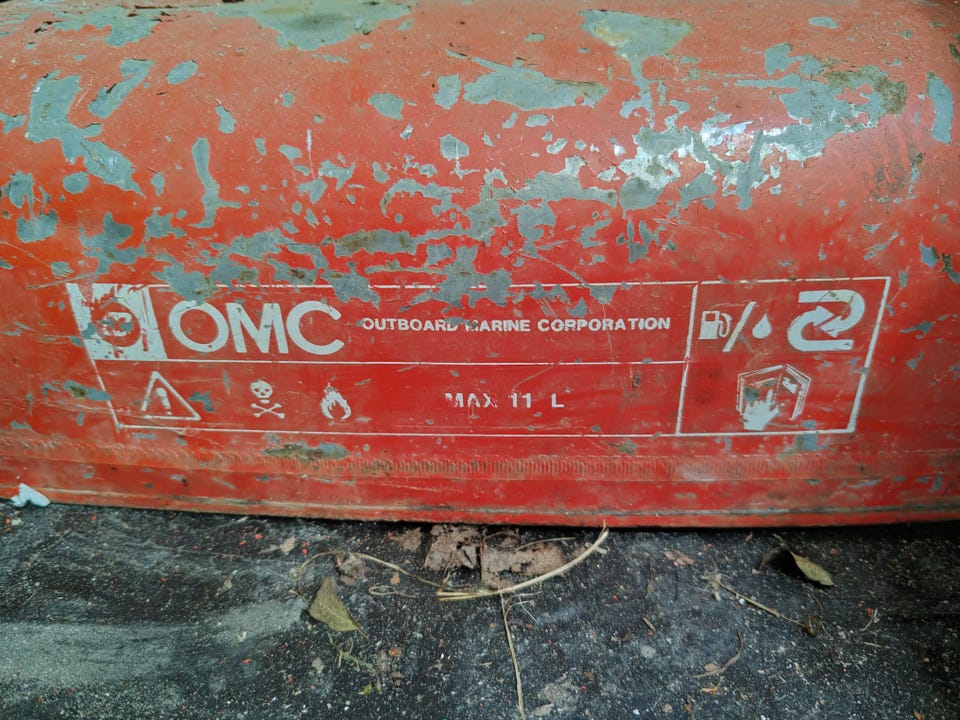 OMC OUTBOARD MARINE CORPORATION
MAX 11 L